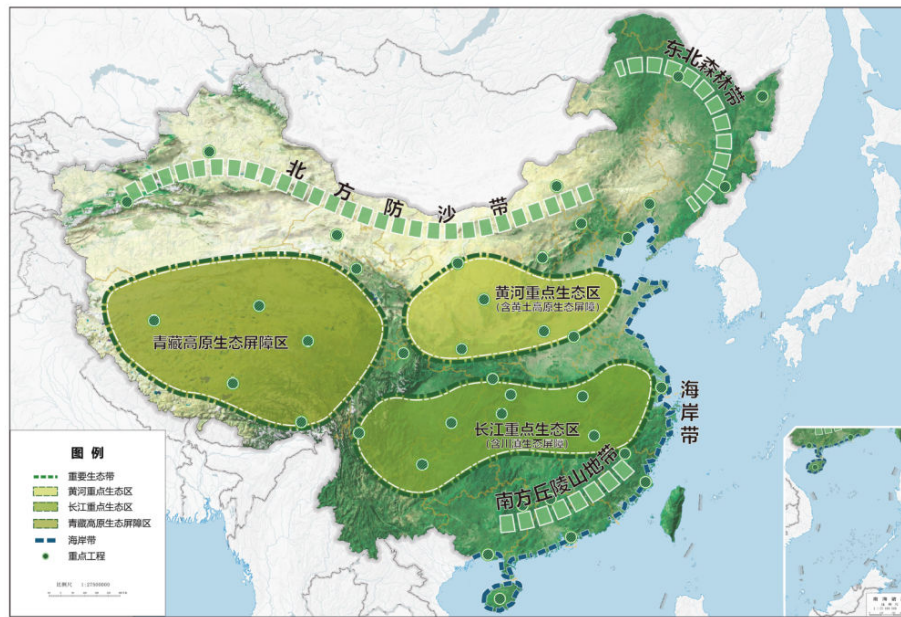 东北森林带
北方防沙带
黄河重点生态区
(含黄土高原生态屏障)
青藏高原生态屏障区
海岸带
长江重点生态区
(含川滇生态屏障)
南方丘陵山地带
图例
重要生态带
黄河重点生态区
长江重点生态区
青藏高原生态屏障区
海岸带
重点工程
比例尺 1:27500000